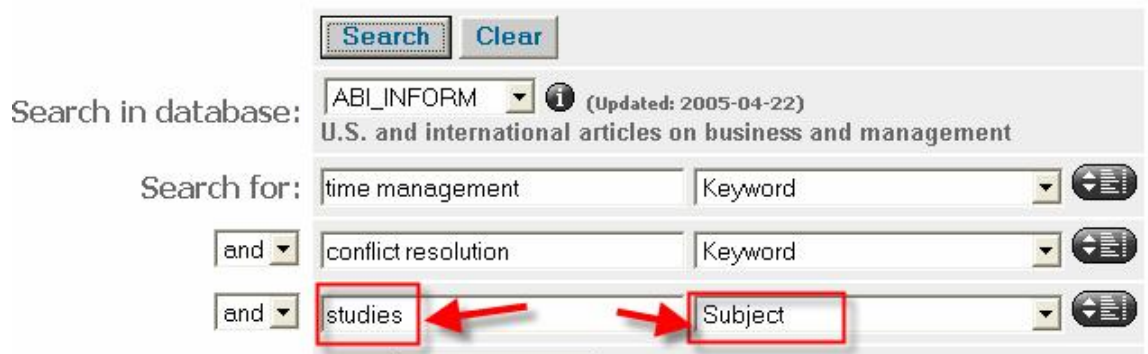 Search Clear
Search in database: ABI_INFORM (Updated: 2005-04-22)
U.S. and international articles on business and management
Search for: time management Keyword
and conflict resolution Keyword
and studies Subject